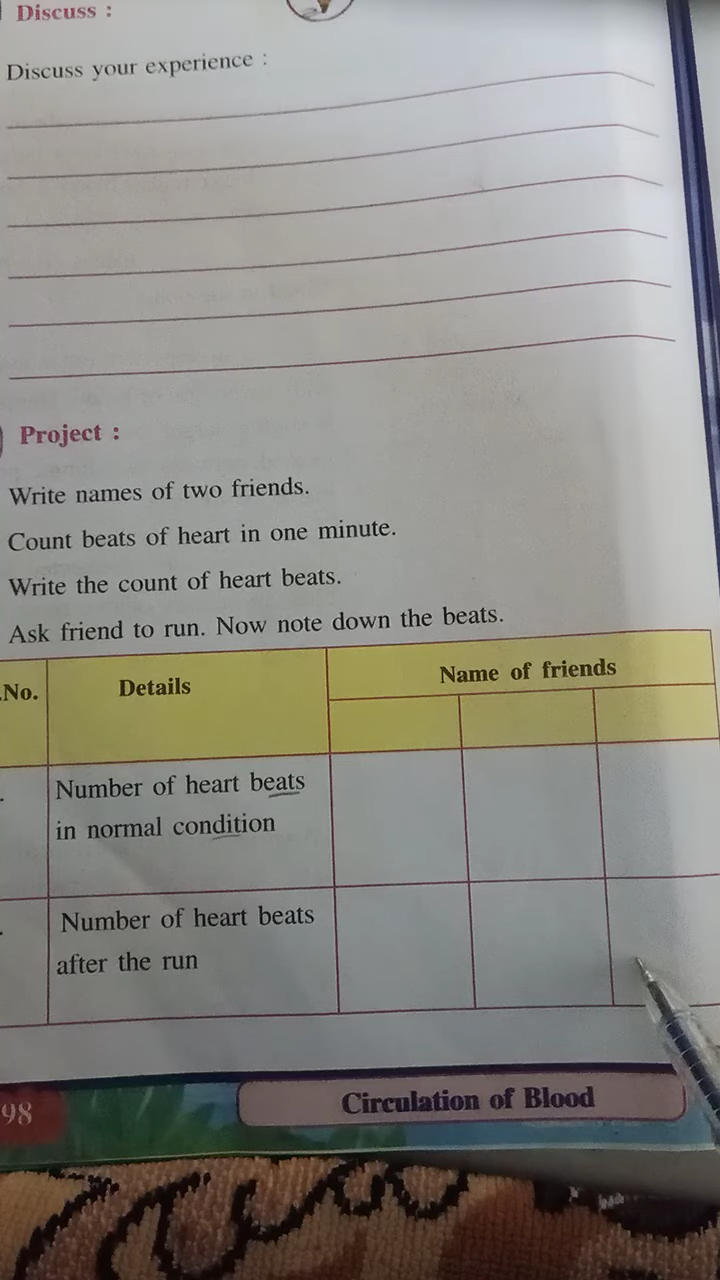 Discuss :
Discuss your experience :
Project :
Write names of two friends.
Count beats of heart in one minute.
Write the count of heart beats.
Ask friend to run. Now note down the beats.
.No. Details Name of friends
Number of heart beats
in normal condition
Number of heart beats
after the run
98 Circulation of Blood